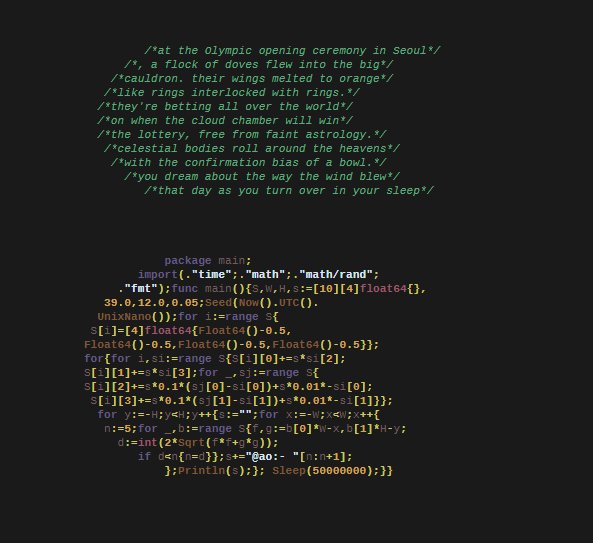 /*at the Olympic opening ceremony in Seoul*/
/*, a flock of doves flew into the big*/
/*cauldron. their wings melted to orange*/
/*like rings interlocked with rings.*/
/*they're betting all over the world*/
/*on when the cloud chamber will win*/
/*the lottery, free from faint astrology.*/
/*celestial bodies roll around the heavens*/
/*with the confirmation bias of a bowl.*/
/*you dream about the way the wind blew*/
/*that day as you turn over in your sleep*/
package main;
import(."time";."math";."math/rand";
."fmt");func main(){S,W,H,s:=[10][4]float64{},
39.0,12.0,0.05;Seed(Now().UTC().
UnixNano());for i:=range S{
S[i]=[4]float64{Float64()-0.5,
Float64()-0.5,Float64()-0.5,Float64()-0.5}};
for{for i,si:=range S{S[i][0]+=s*si[2];
S[i][1]+=s*si[3];for _,sj:=range S{
S[i][2]+=s*0.1*(sj[0]-si[0])+s*0.01*-si[0];
S[i][3]+=s*0.1*(sj[1]-si[1])+s*0.01*-si[1]}};
for y:=-H;y<H;y++{s:="";for x:=-W;x<W;x++{
n:=5;for _,b:=range S{f,g:=b[0]*W-x,b[1]*H-y;
d:=int(2*Sqrt(f*f+g*g));
if d<n{n=d}};s+="@ao:- "[n:n+1];
};Println(s);}; Sleep(50000000);}}